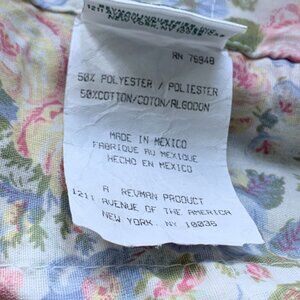 RN 76948
50% POLYESTER / POLIESTER
50%COTTON/COTON/ALGODON
MADE IN MEXICO
FABRIQUE AU MEXIQUE
HECHO EN MEXICO
A REVMAN PRODUCT
1211 AVENUE OF THE AMERICA
NEW YORK, NY 10036